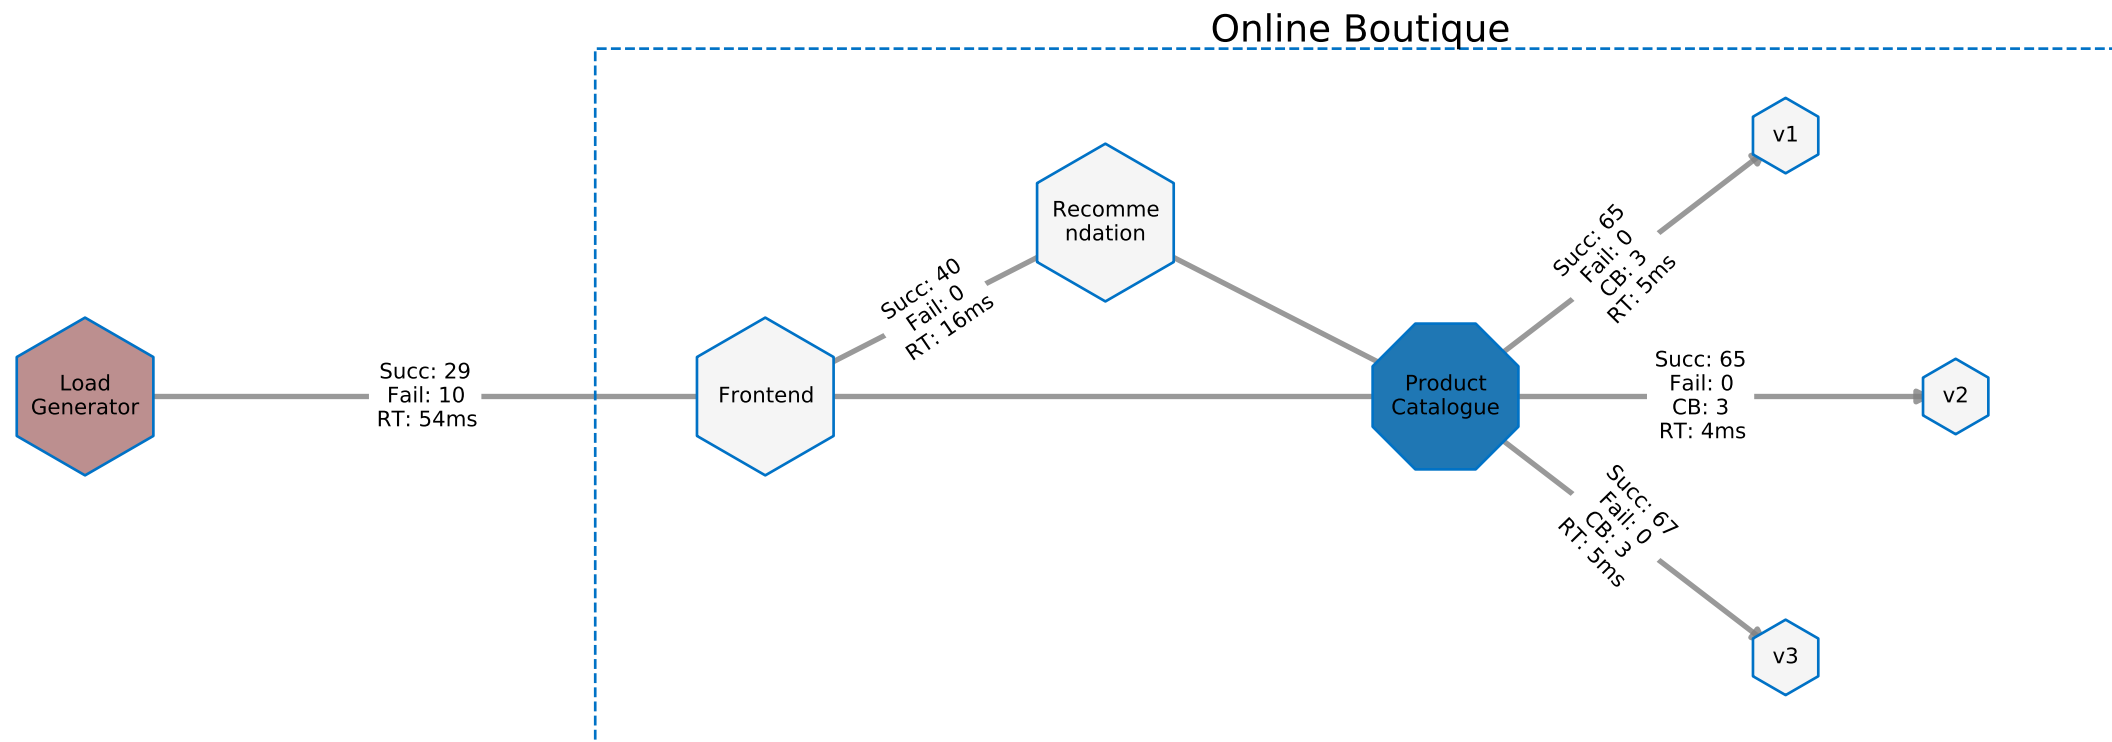 Online Boutique
Load
Generator
Succ: 29
Fail: 10
RT: 54ms
Frontend
Succ: 40
Fail: 0
RT: 16ms
Recomme
ndation
Product
Catalogue
Succ: 65
Fail: 0
CB: 3
RT: 5ms
v1
Succ: 65
Fail: 0
CB: 3
RT: 4ms
v2
Succ: 67
Fail: 0
CB: 3
RT: 5ms
v3